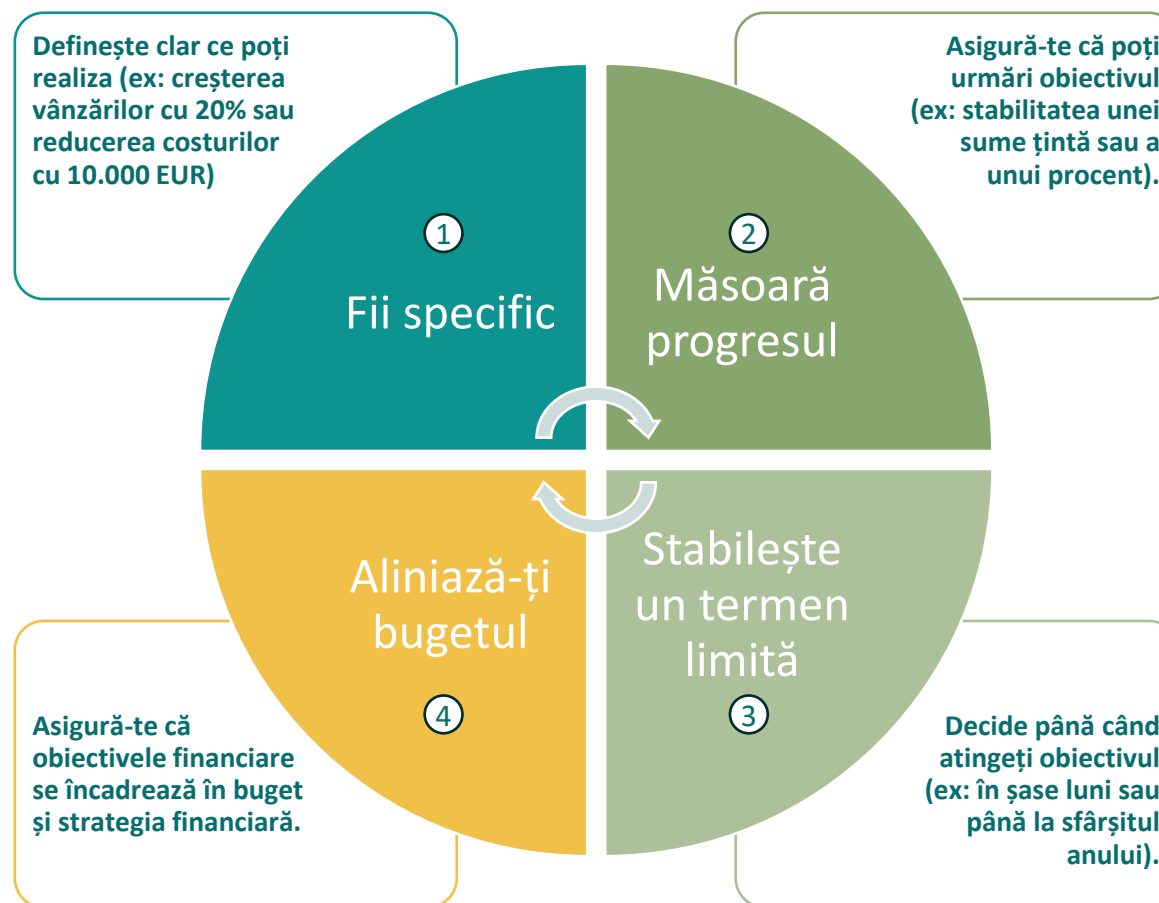 Definește clar ce poți
realiza (ex: creșterea
vânzărilor cu 20% sau
reducerea costurilor
cu 10.000 EUR)
1
Fii specific
Asigură-te că poți
urmări obiectivul
(ex: stabilitatea unei
sume țintă sau a
unui procent).
2
Măsoară
progresul
Stabilește
un termen
limită
3
Decide până când
atingeți obiectivul
(ex: în șase luni sau
până la sfârșitul
anului).
Aliniază-ți
bugetul
4
Asigură-te că
obiectivele financiare
se încadrează în buget
și strategia financiară.